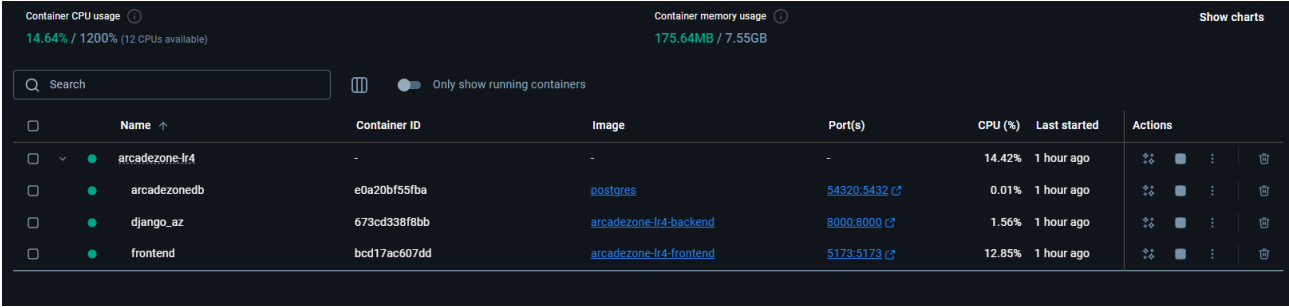 Container CPU usage Container memory usage Show charts
14.64% / 1200% (12 CPUs available) 175.64MB / 7.55GB
Search Only show running containers
Name ↑ Container ID Image Port(s) CPU (%) Last started Actions
arcadezone-lr4 - - - 14.42% 1 hour ago
arcadezonedb e0a20bf55fba postgres 54320:5432 0.01% 1 hour ago
django_az 673cd338f8bb arcadezone-lr4-backend 8000:8000 1.56% 1 hour ago
frontend bcd17ac607dd arcadezone-lr4-frontend 5173:5173 12.85% 1 hour ago